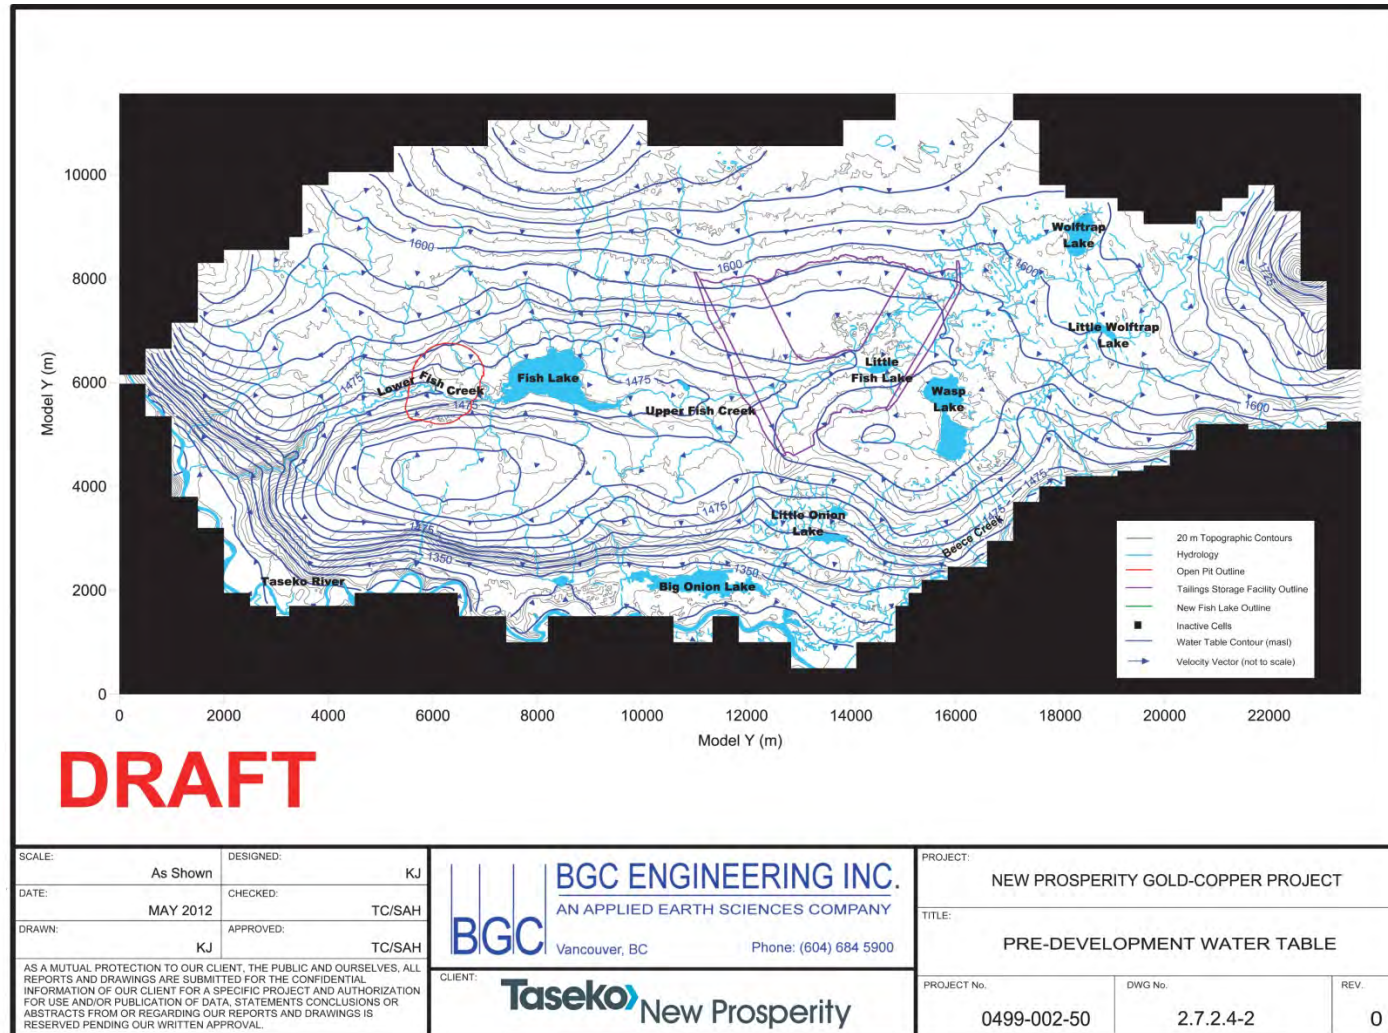 10000
8000
6000
4000
2000
0
Model Y (m)
0 2000 4000 6000 8000 10000 12000 14000 16000 18000 20000 22000
Model Y (m)
1600
1600
1600
1725
Wolftrap
Lake
Little Wolftrap
Lake
1475
Lower Fish Creek
1475
Fish Lake
1475
Upper Fish Creek
Little
Fish Lake
Wasp
Lake
1600
1475
1475
Little Onion
Lake
1475
Beece Creek
1475
1350
1350
Taseko River
Big Onion Lake
20 m Topographic Contours
Hydrology
Open Pit Outline
Tailings Storage Facility Outline
New Fish Lake Outline
Inactive Cells
Water Table Contour (masl)
Velocity Vector (not to scale)
DRAFT
SCALE:
As Shown
DESIGNED:
KJ
DATE:
MAY 2012
CHECKED:
TC/SAH
DRAWN:
KJ
APPROVED:
TC/SAH
AS A MUTUAL PROTECTION TO OUR CLIENT, THE PUBLIC AND OURSELVES, ALL
REPORTS AND DRAWINGS ARE SUBMITTED FOR THE CONFIDENTIAL
INFORMATION OF OUR CLIENT FOR A SPECIFIC PROJECT AND AUTHORIZATION
FOR USE AND/OR PUBLICATION OF DATA, STATEMENTS CONCLUSIONS OR
ABSTRACTS FROM OR REGARDING OUR REPORTS AND DRAWINGS IS
RESERVED PENDING OUR WRITTEN APPROVAL.
BGC
BGC ENGINEERING INC.
AN APPLIED EARTH SCIENCES COMPANY
Vancouver, BC Phone: (604) 684 5900
CLIENT:
Taseko New Prosperity
PROJECT:
NEW PROSPERITY GOLD-COPPER PROJECT
TITLE:
PRE-DEVELOPMENT WATER TABLE
PROJECT No.
0499-002-50
DWG No.
2.7.2.4-2
REV.
0